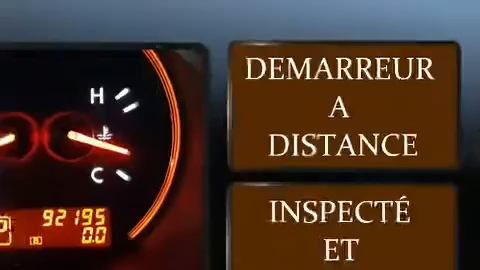 H
C
92195
0.0
DEMARREUR
A
DISTANCE
INSPECTÉ
ET